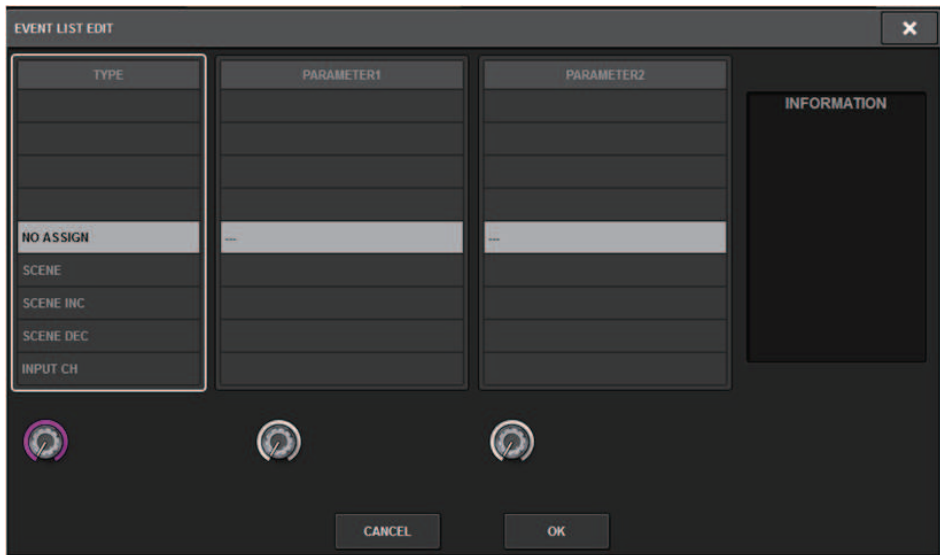 EVENT LIST EDIT
TYPE
PARAMETER1
PARAMETER2
INFORMATION
NO ASSIGN
---
---
SCENE
SCENE INC
SCENE DEC
INPUT CH
CANCEL
OK